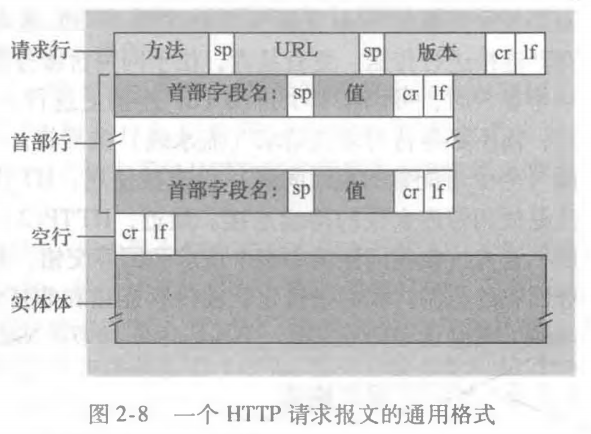 请求行 方法 sp URL sp 版本 cr lf
首部字段名: sp 值 cr lf
首部行
首部字段名: sp 值 cr lf
空行 cr lf
实体体
图 2-8 一个 HTTP 请求报文的通用格式